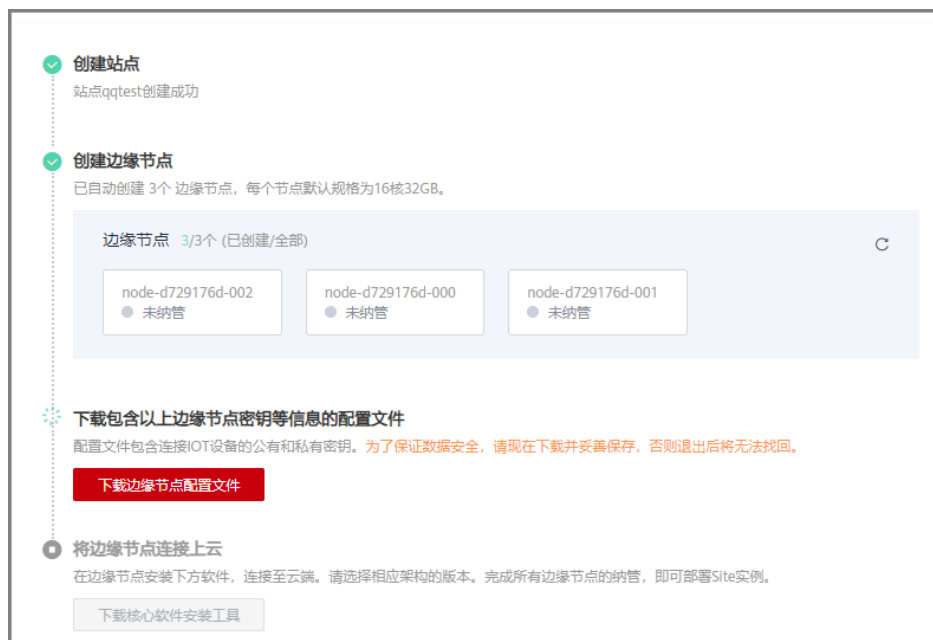 创建站点
站点qqtest创建成功
创建边缘节点
已自动创建 3个 边缘节点，每个节点默认规格为16核32GB。
边缘节点 3/3个 (已创建/全部)
node-d729176d-002 node-d729176d-000 node-d729176d-001
未纳管 未纳管 未纳管
下载包含以上边缘节点密钥等信息的配置文件
配置文件包含连接IOT设备的公有和私有密钥。为了保证数据安全，请现在下载并妥善保存，否则退出后将无法找回。
下载边缘节点配置文件
将边缘节点连接上云
在边缘节点安装下方软件，连接至云端。请选择相应架构的版本。完成所有边缘节点的纳管，即可部署Site实例。
下载核心软件安装工具